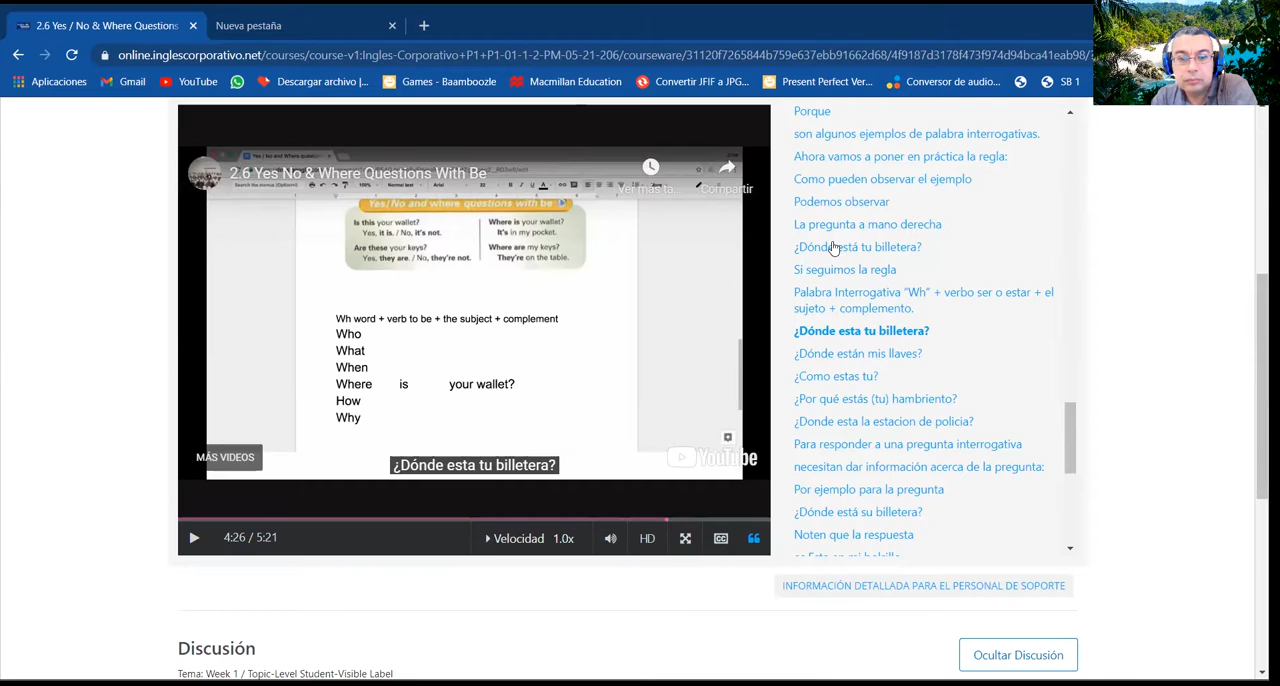 2.6 Yes / No & Where Questions
Nueva pestaña
online.inglescorporativo.net/courses/course-v1:Ingles-Corporativo+P1+P1-01-1-2-PM-05-21-206/courseware/31120f7265844b759e637ebb91662d68/4f9187d3178f473f974d94bca41eab98/
Aplicaciones Gmail YouTube Descargar archivo |... Games - Baamboozle Macmillan Education Convertir JFIF a JPG... Present Perfect Ver... Conversor de audio... SB 1
2.6 Yes No & Where Questions With Be
Ver más ta... Compartir
Yes/No and where questions with be
Is this your wallet? Where is your wallet?
Yes, it is. / No, it's not. It's in my pocket.
Are these your keys? Where are my keys?
Yes, they are. / No, they're not. They're on the table.
Wh word + verb to be + the subject + complement
Who
What
When
Where is your wallet?
How
Why
MÁS VIDEOS
YouTube
¿Dónde esta tu billetera?
4:26 / 5:21
Velocidad 1.0x
HD
CC
Porque
son algunos ejemplos de palabra interrogativas.
Ahora vamos a poner en práctica la regla:
Como pueden observar el ejemplo
Podemos observar
La pregunta a mano derecha
¿Dónde está tu billetera?
Si seguimos la regla
Palabra Interrogativa "Wh" + verbo ser o estar + el
sujeto + complemento.
¿Dónde esta tu billetera?
¿Dónde están mis llaves?
¿Como estas tu?
¿Por qué estás (tu) hambriento?
¿Donde esta la estacion de policia?
Para responder a una pregunta interrogativa
necesitan dar información acerca de la pregunta:
Por ejemplo para la pregunta
¿Dónde está su billetera?
Noten que la respuesta
INFORMACIÓN DETALLADA PARA EL PERSONAL DE SOPORTE
Discusión
Ocultar Discusión
Tema: Week 1 / Topic-Level Student-Visible Label